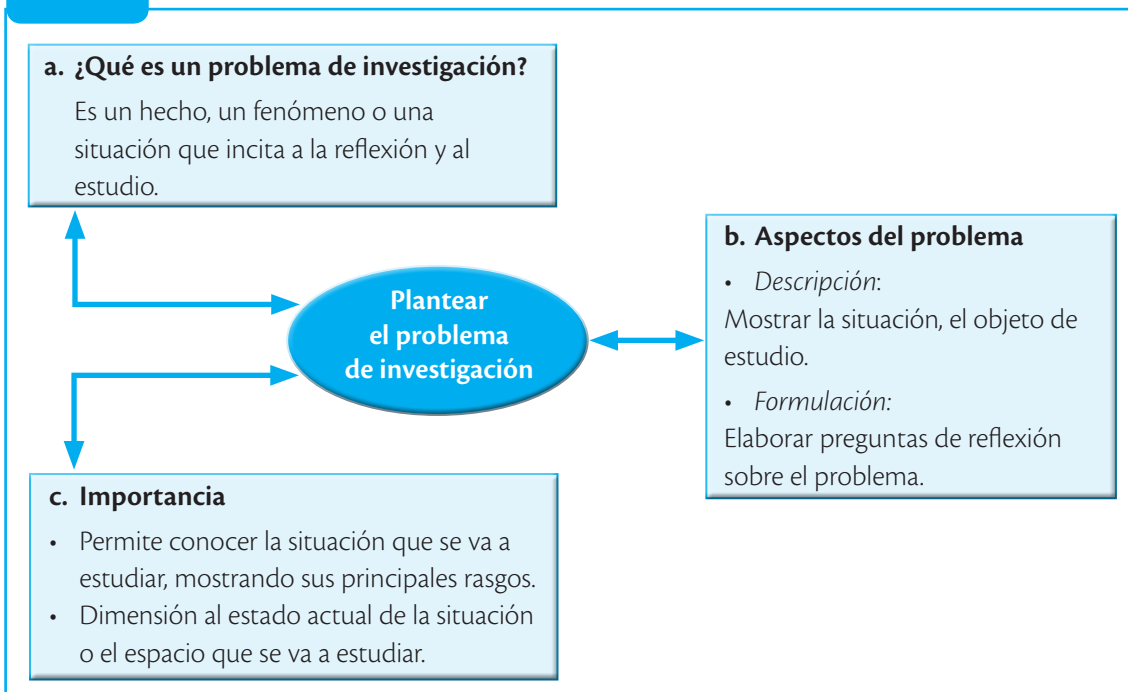 a. ¿Qué es un problema de investigación?
Es un hecho, un fenómeno o una
situación que incita a la reflexión y al
estudio.
Plantear
el problema
de investigación
b. Aspectos del problema
• Descripción:
Mostrar la situación, el objeto de
estudio.
• Formulación:
Elaborar preguntas de reflexión
sobre el problema.
c. Importancia
• Permite conocer la situación que se va a
estudiar, mostrando sus principales rasgos.
• Dimensión al estado actual de la situación
o el espacio que se va a estudiar.